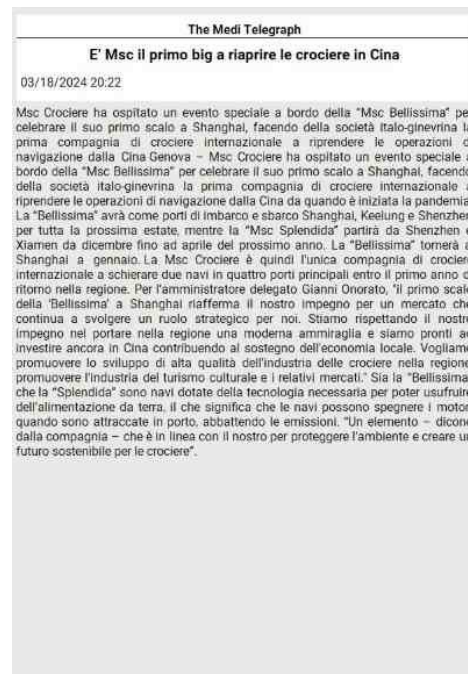 The Medi Telegraph
E' Msc il primo big a riaprire le crociere in Cina
03/18/2024 20:22
Msc Crociere ha ospitato un evento speciale a bordo della "Msc Bellissima" pe
celebrare il suo primo scalo a Shanghai, facendo della società italo-ginevrina l
prima compagnia di crociere internazionale a riprendere le operazioni d
navigazione dalla Cina Genova – Msc Crociere ha ospitato un evento speciale
bordo della "Msc Bellissima" per celebrare il suo primo scalo a Shanghai, facendo
della società italo-ginevrina la prima compagnia di crociere internazionale
riprendere le operazioni di navigazione dalla Cina da quando è iniziata la pandemia
La "Bellissima" avrà come porti di imbarco e sbarco Shanghai, Keelung e Shenzhen
per tutta la prossima estate, mentre la "Msc Splendida" partirà da Shenzhen e
Xiamen da dicembre fino ad aprile del prossimo anno. La "Bellissima" tornerà a
Shanghai a gennaio. La Msc Crociere è quindi l'unica compagnia di crociere
internazionale a schierare due navi in quattro porti principali entro il primo anno d
ritorno nella regione. Per l'amministratore delegato Gianni Onorato, "il primo scal
della 'Bellissima' a Shanghai riafferma il nostro impegno per un mercato che
continua a svolgere un ruolo strategico per noi. Stiamo rispettando il nostr
impegno nel portare nella regione una moderna ammiraglia e siamo pronti ad
investire ancora in Cina contribuendo al sostegno dell'economia locale. Vogliam
promuovere lo sviluppo di alta qualità dell'industria delle crociere nella regione
promuovere l'industria del turismo culturale e i relativi mercati." Sia la "Bellissima
che la "Splendida" sono navi dotate della tecnologia necessaria per poter usufruire
dell'alimentazione da terra, il che significa che le navi possono spegnere i motor
quando sono attraccate in porto, abbattendo le emissioni. "Un elemento – dicono
dalla compagnia – che è in linea con il nostro per proteggere l'ambiente e creare un
futuro sostenibile per le crociere".